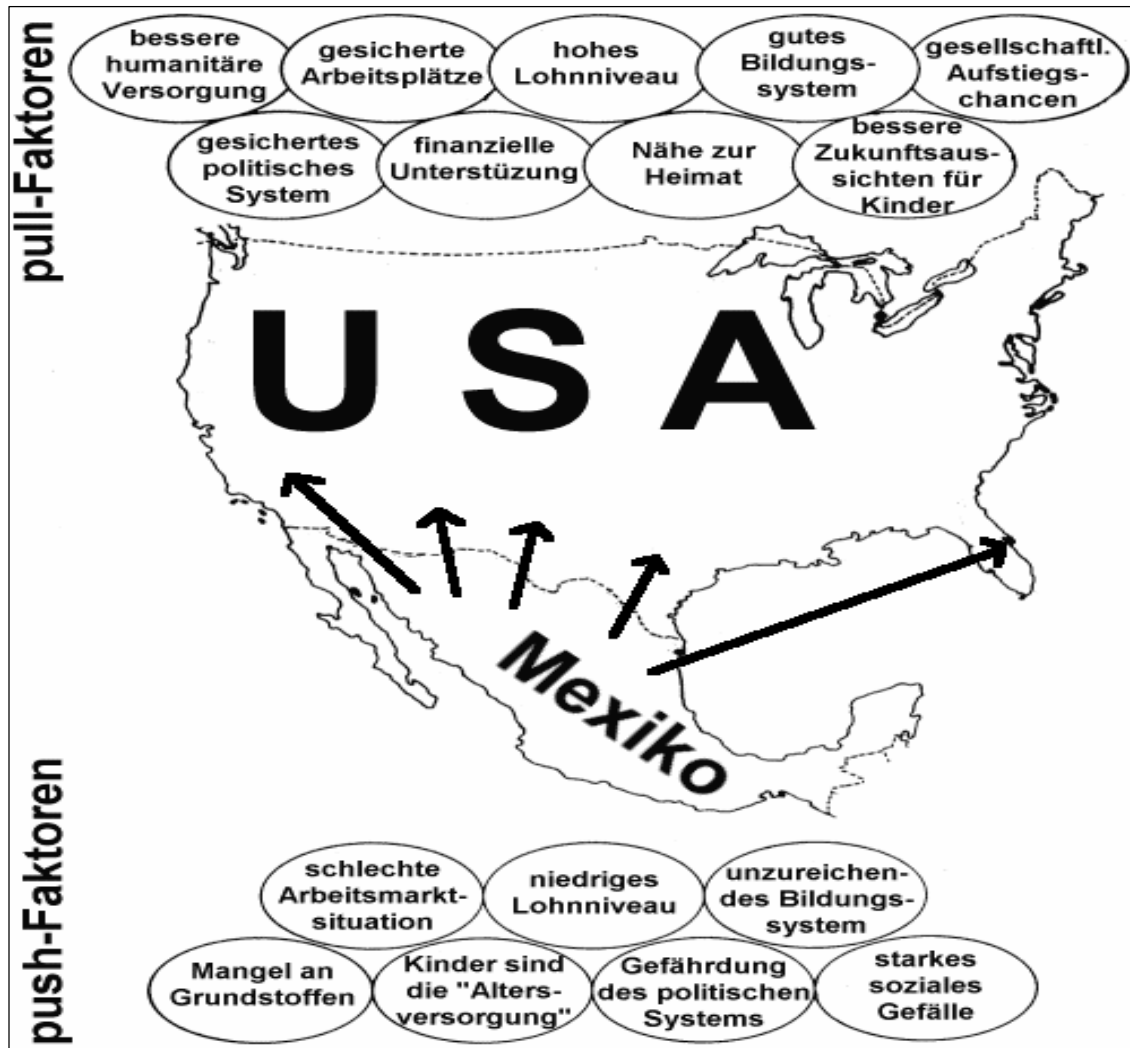 pull-Faktoren
bessere
humanitäre
Versorgung
gesicherte
Arbeitsplätze
hohes
Lohnniveau
gutes
Bildungs-
system
gesellschaftl.
Aufstiegs-
chancen
gesichertes
politisches
System
finanzielle
Unterstüzung
Nähe zur
Heimat
bessere
Zukunftsaus-
sichten für
Kinder
USA
Mexiko
push-Faktoren
schlechte
Arbeitsmarkt-
situation
niedriges
Lohnniveau
unzureichen-
des Bildungs-
system
Mangel an
Grundstoffen
Kinder sind
die "Alters-
versorgung"
Gefährdung
des politischen
Systems
starkes
soziales
Gefälle